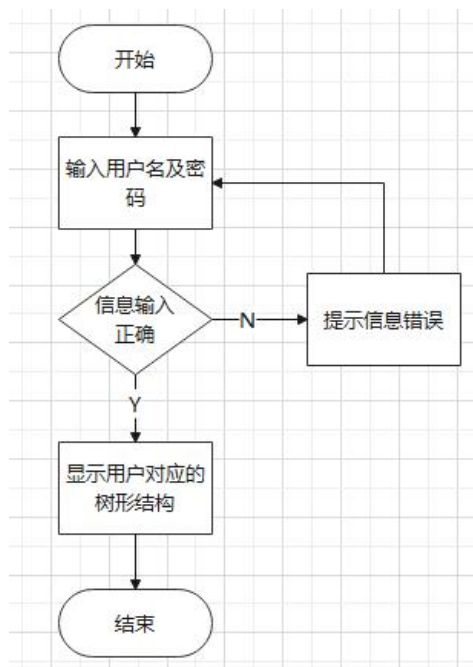 开始
输入用户名及密
码
信息输入
正确
N
提示信息错误
Y
显示用户对应的
树形结构
结束